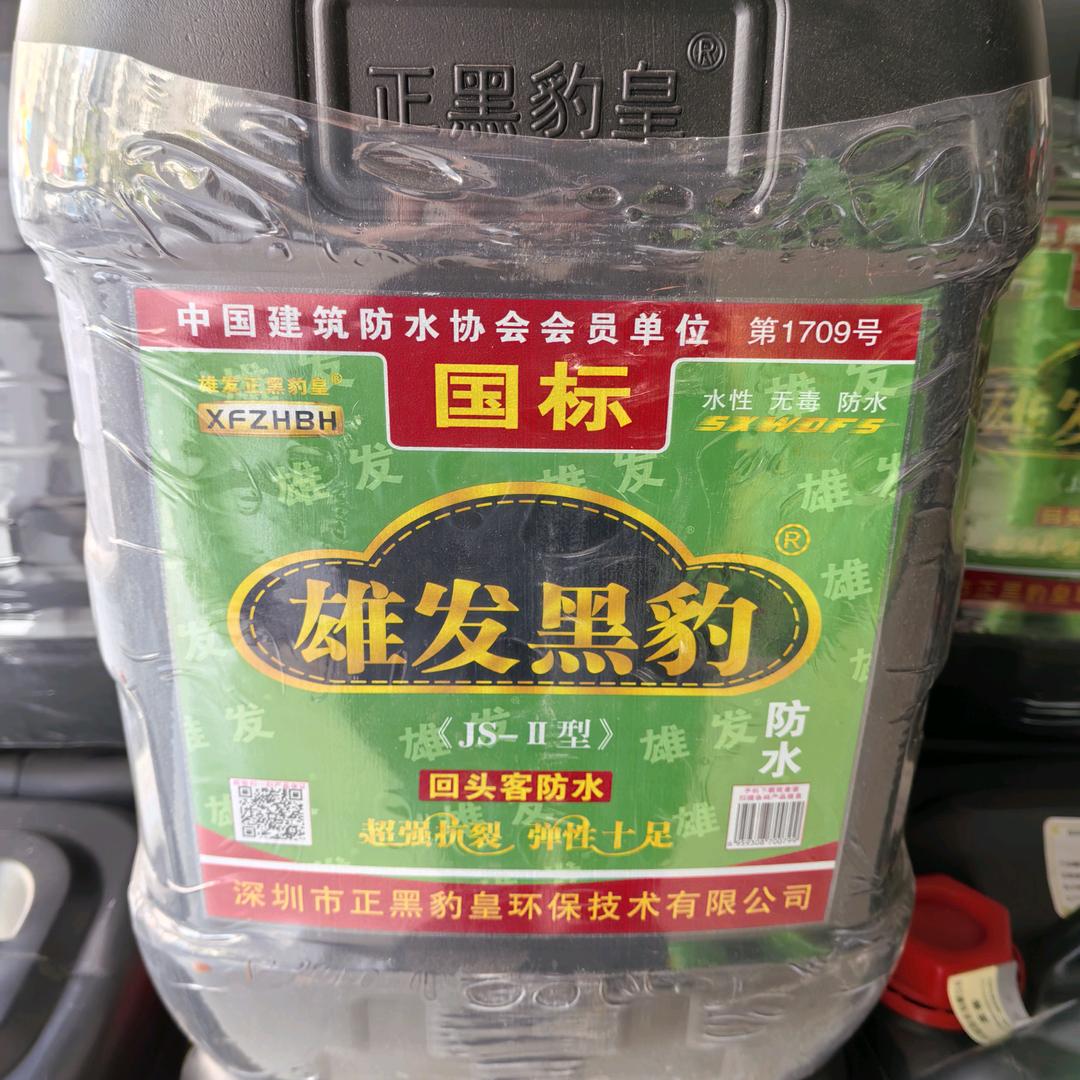 正黑豹皇®
中国建筑防水协会会员单位 第1709号
雄发正黑豹皇®
XFZHBH
国标
水性 无毒 防水
SXWDFS
®
雄发黑豹
《JS-Ⅱ型》
防水
回头客防水
超强抗裂 弹性十足
深圳市正黑豹皇环保技术有限公司
雄发